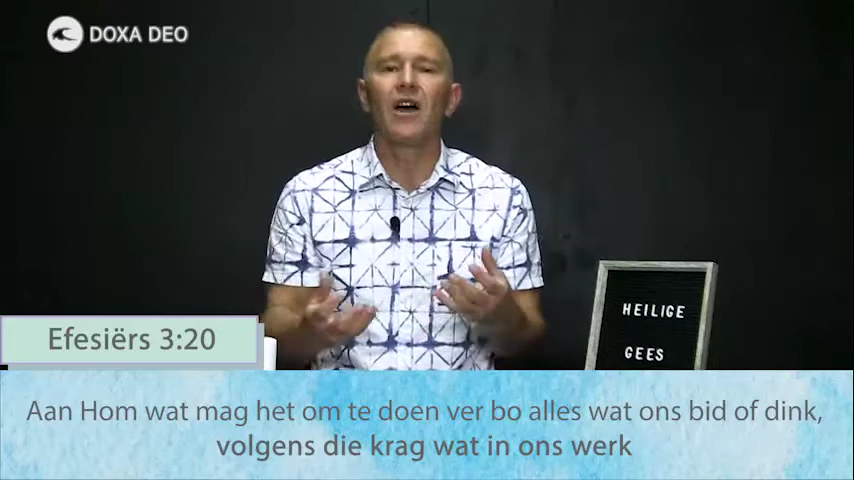 DOXA DEO
HEILIGE
GEES
Efesiërs 3:20
Aan Hom wat mag het om te doen ver bo alles wat ons bid of dink,
volgens die krag wat in ons werk